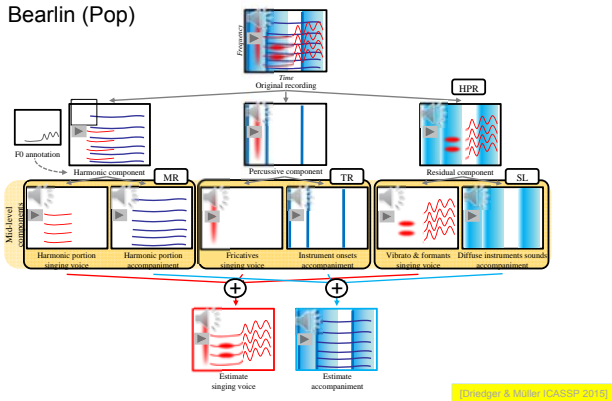 Bearlin (Pop)
Frequency
Time
Original recording
HPR
F0 annotation
Harmonic component
Percussive component
Residual component
MR
TR
SL
Mid-level
components
Harmonic portion
singing voice
Harmonic portion
accompaniment
Fricatives
singing voice
Instrument onsets
accompaniment
Vibrato & formants
singing voice
Diffuse instruments sounds
accompaniment
+
+
Estimate
singing voice
Estimate
accompaniment
[Driedger & Müller ICASSP 2015]